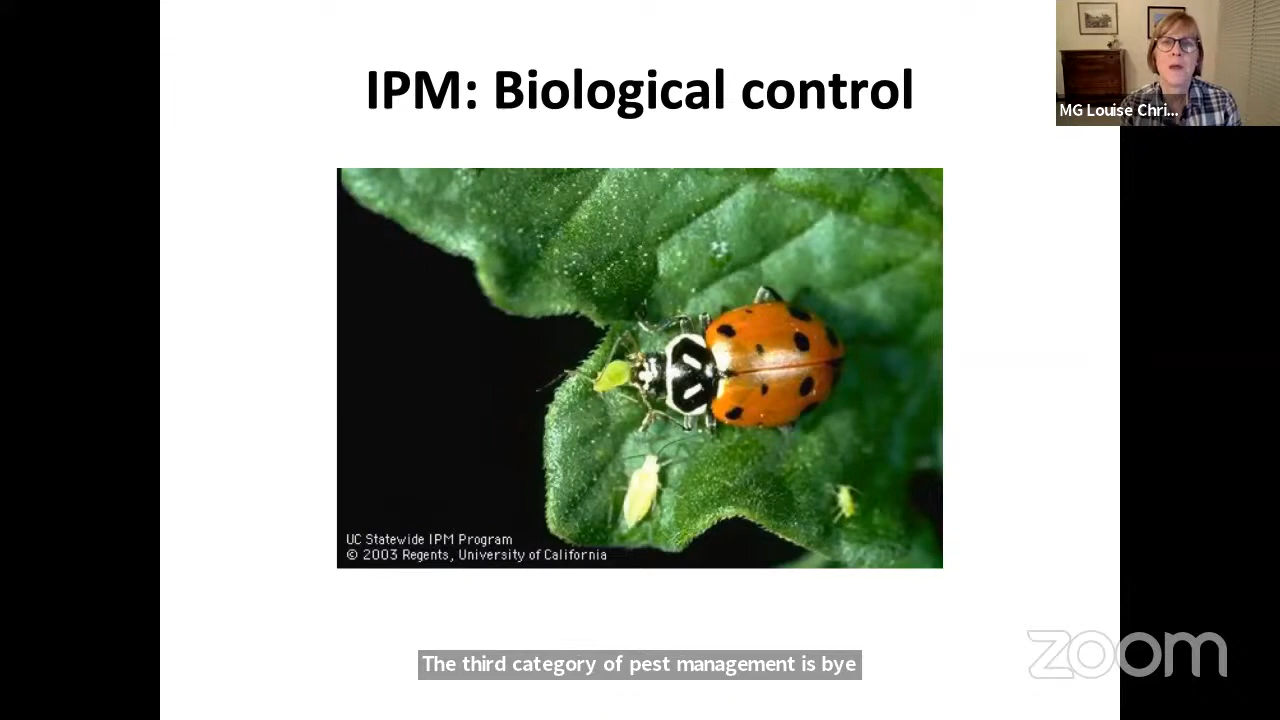 IPM: Biological control
MG Louise Chri...
UC Statewide IPM Program
© 2003 Regents, University of California
The third category of pest management is bye
zoom